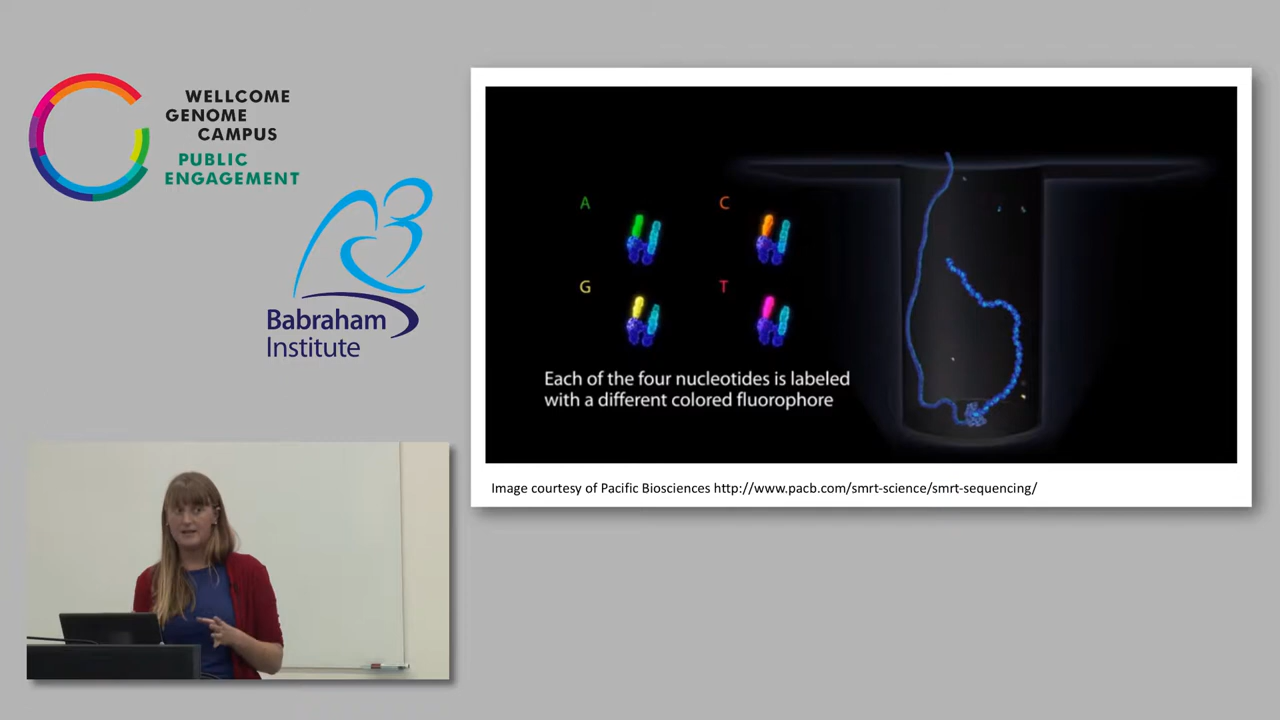 WELLCOME
GENOME
CAMPUS
PUBLIC
ENGAGEMENT
Babraham
Institute
A
C
G
T
Each of the four nucleotides is labeled
with a different colored fluorophore
Image courtesy of Pacific Biosciences http://www.pacb.com/smrt-science/smrt-sequencing/